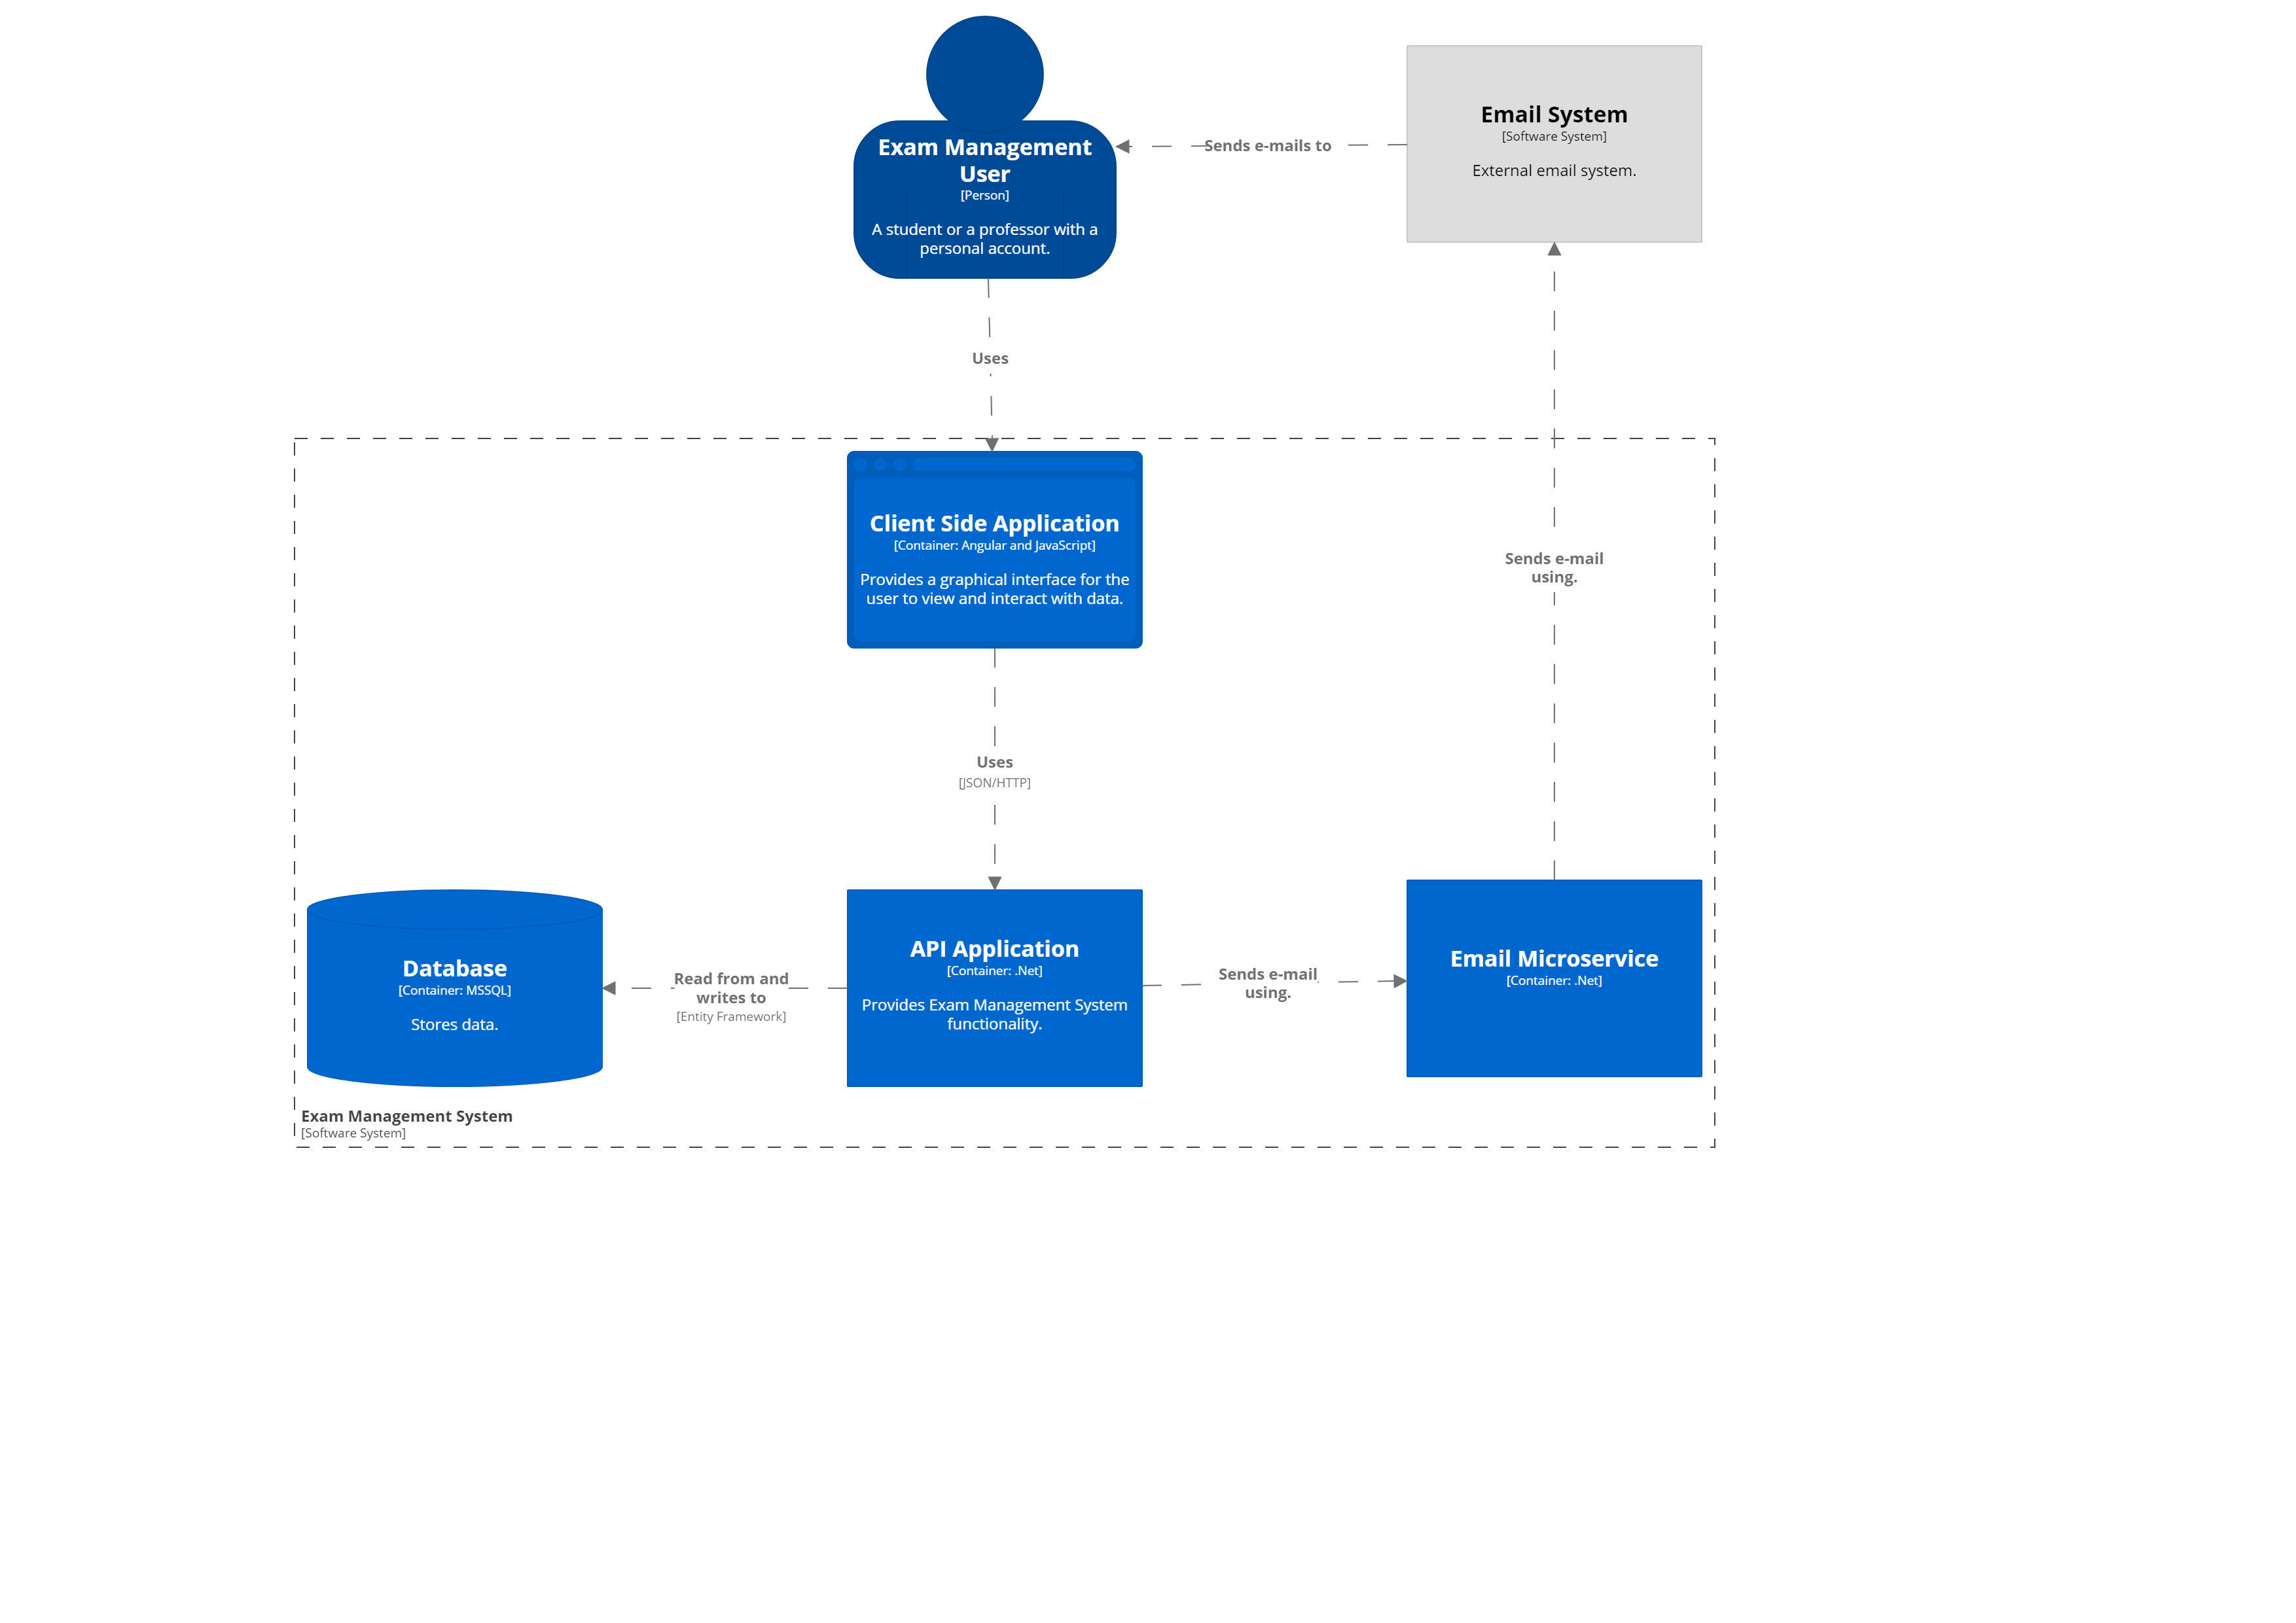 Exam Management
User
[Person]
A student or a professor with a
personal account.
Sends e-mails to
Email System
[Software System]
External email system.
Uses
Client Side Application
[Container: Angular and JavaScript]
Provides a graphical interface for the
user to view and interact with data.
Sends e-mail
using.
Uses
[JSON/HTTP]
Database
[Container: MSSQL]
Stores data.
Read from and
writes to
[Entity Framework]
API Application
[Container: .Net]
Provides Exam Management System
functionality.
Sends e-mail
using.
Email Microservice
[Container: .Net]
Exam Management System
[Software System]